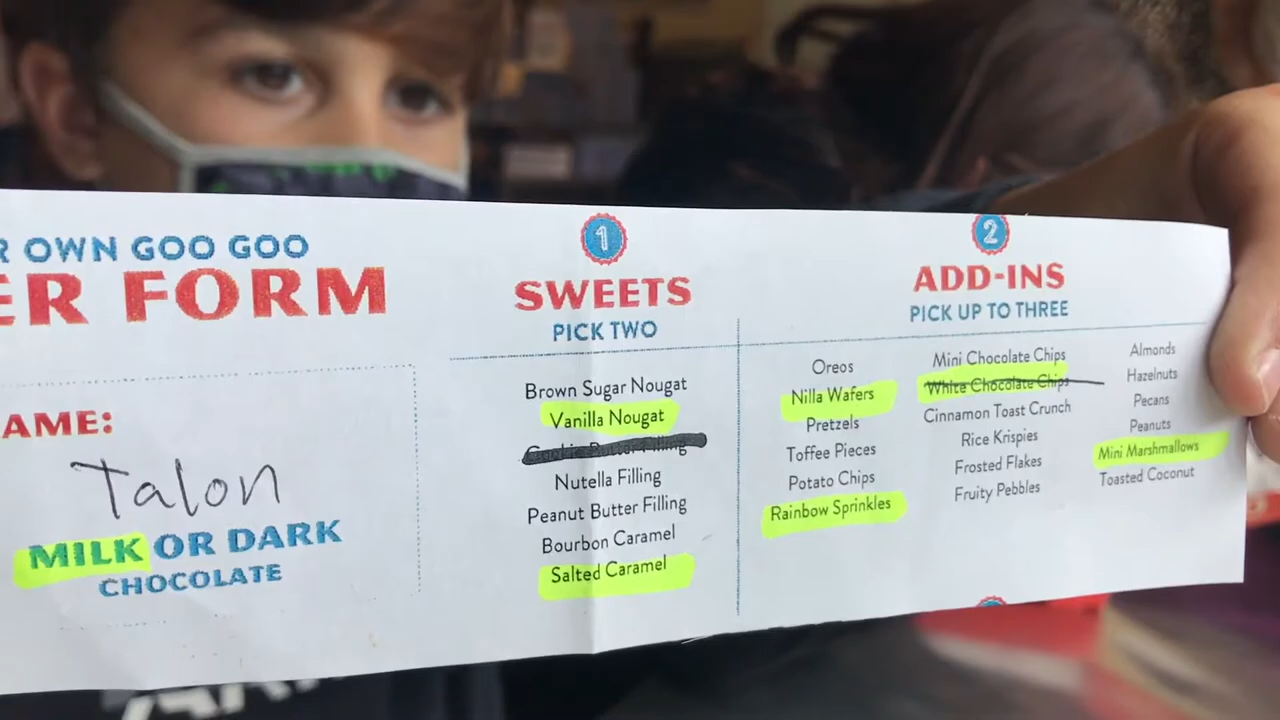 R OWN GOO GOO
ER FORM
AME:
Talon
MILK OR DARK
CHOCOLATE
1
SWEETS
PICK TWO
Brown Sugar Nougat
Vanilla Nougat
Cookie Butter Filling
Nutella Filling
Peanut Butter Filling
Bourbon Caramel
Salted Caramel
2
ADD-INS
PICK UP TO THREE
Oreos
Nilla Wafers
Pretzels
Toffee Pieces
Potato Chips
Rainbow Sprinkles
Mini Chocolate Chips
White Chocolate Chips
Cinnamon Toast Crunch
Rice Krispies
Frosted Flakes
Fruity Pebbles
Almonds
Hazelnuts
Pecans
Peanuts
Mini Marshmallows
Toasted Coconut